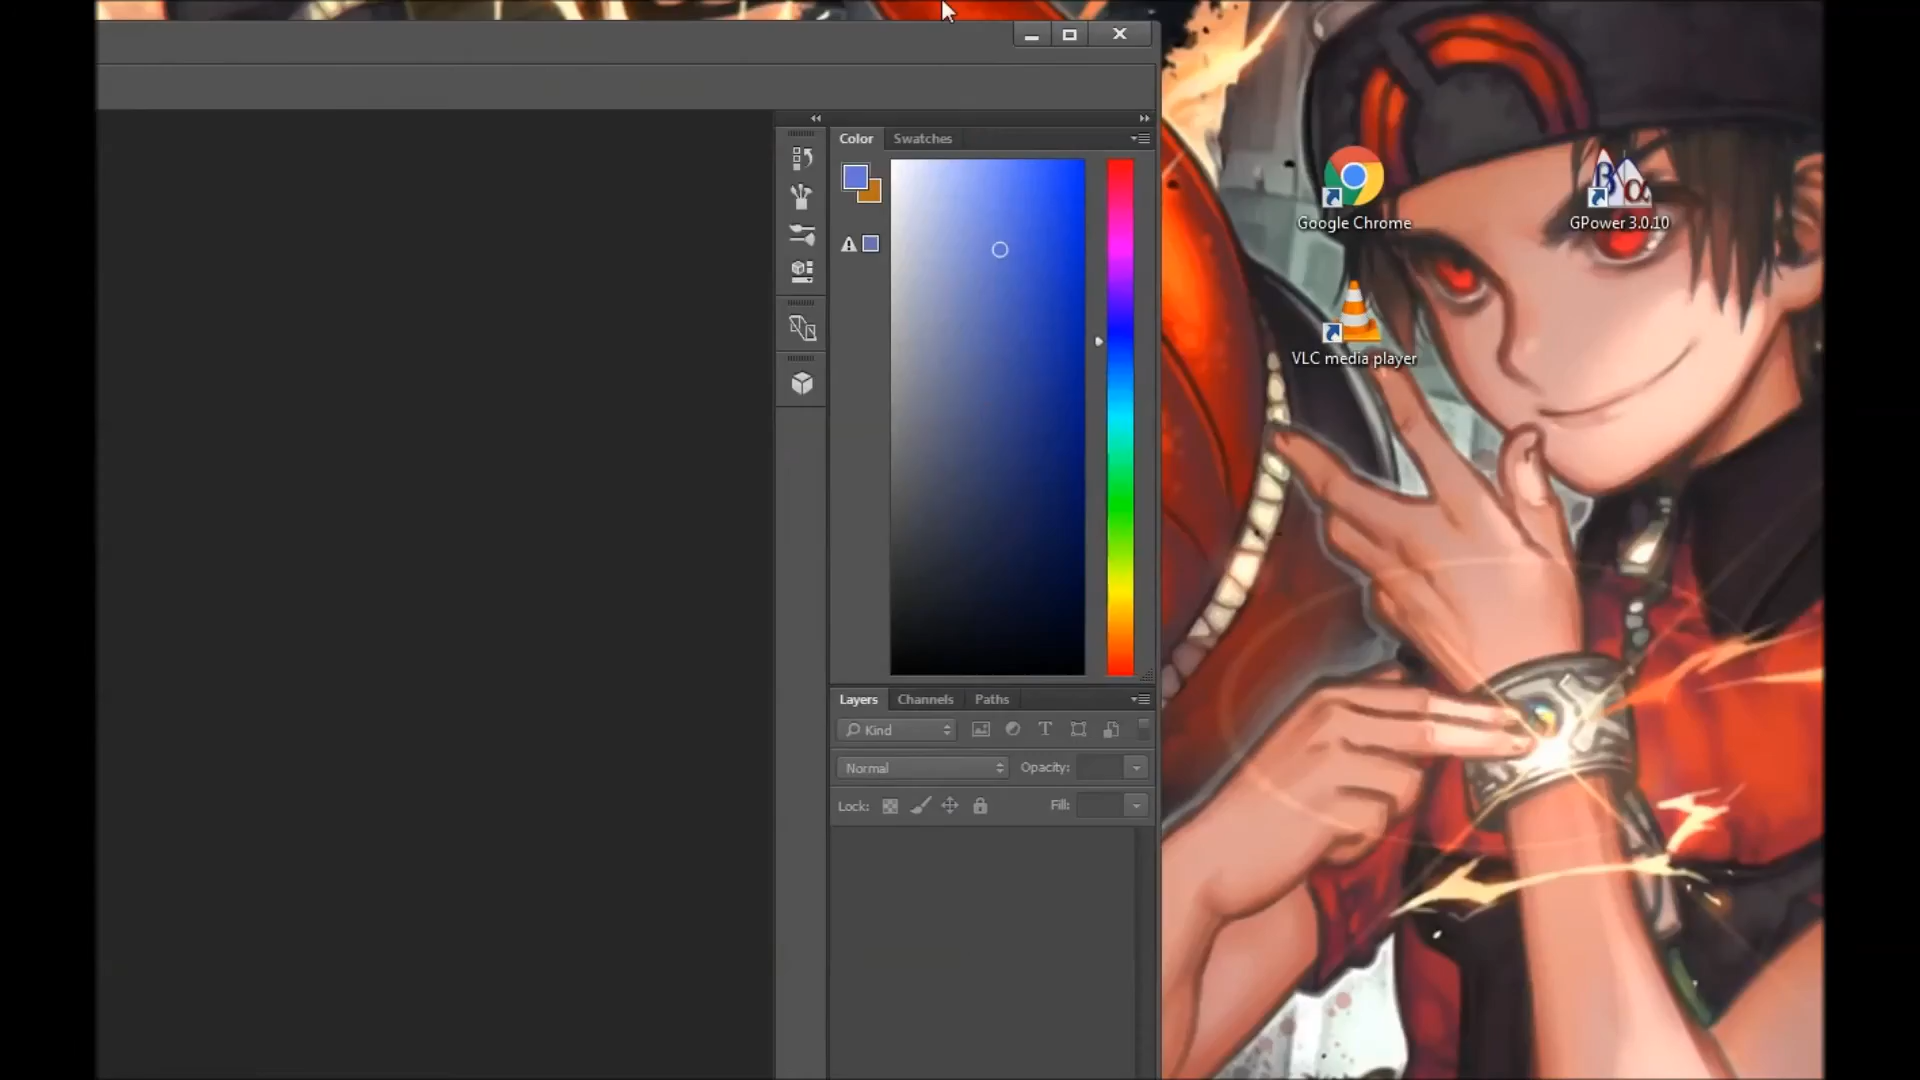 Color Swatches
Google Chrome
GPower 3.0.10
VLC media player
Layers Channels Paths
Kind
Normal Opacity:
Lock: Fill: